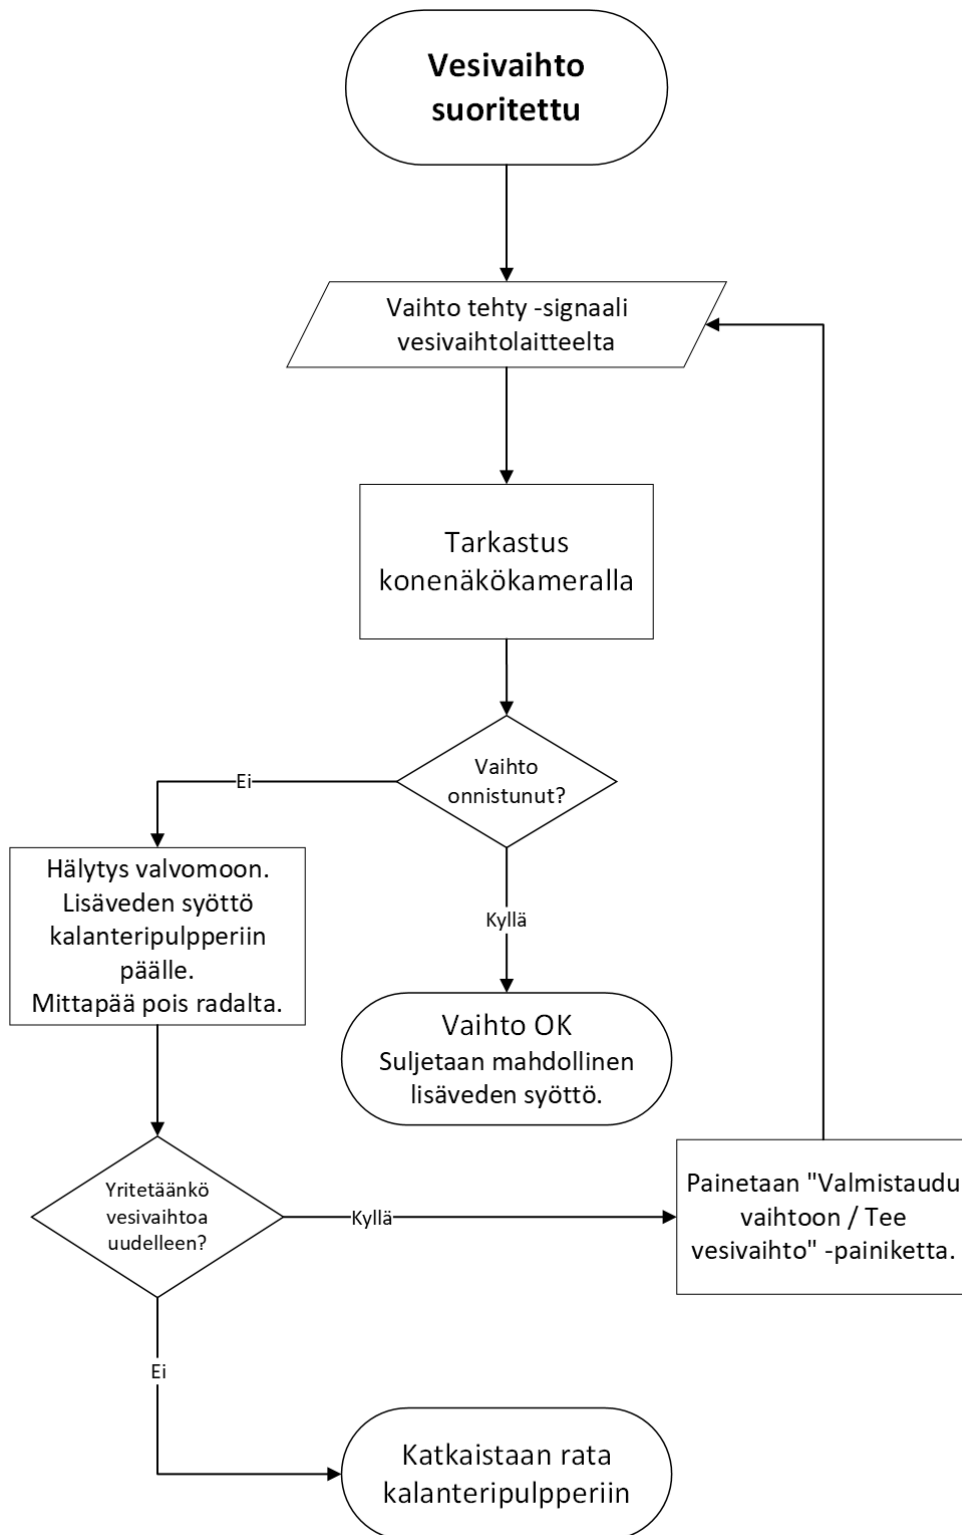 Vesivaihto
suoritettu
Vaihto tehty -signaali
vesivaihtolaitteelta
Tarkastus
konenäkökameralla
Vaihto
onnistunut?
Ei
Hälytys valvomoon.
Lisäveden syöttö
kalanteripulpperiin
päälle.
Mittapää pois radalta.
Kyllä
Vaihto OK
Suljetaan mahdollinen
lisäveden syöttö.
Yritetäänkö
vesivaihtoa
uudelleen?
Kyllä
Painetaan "Valmistaudu
vaihtoon / Tee
vesivaihto" -painiketta.
Ei
Katkaistaan rata
kalanteripulpperiin